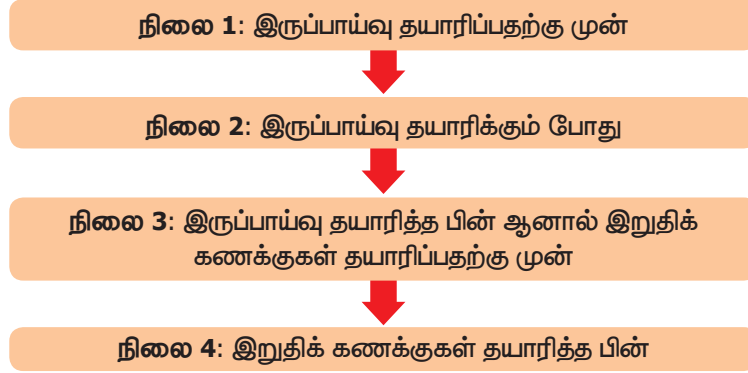 நிலை 1: இருப்பாய்வு தயாரிப்பதற்கு முன்
நிலை 2: இருப்பாய்வு தயாரிக்கும் போது
நிலை 3: இருப்பாய்வு தயாரித்த பின் ஆனால் இறுதிக்
கணக்குகள் தயாரிப்பதற்கு முன்
நிலை 4: இறுதிக் கணக்குகள் தயாரித்த பின்